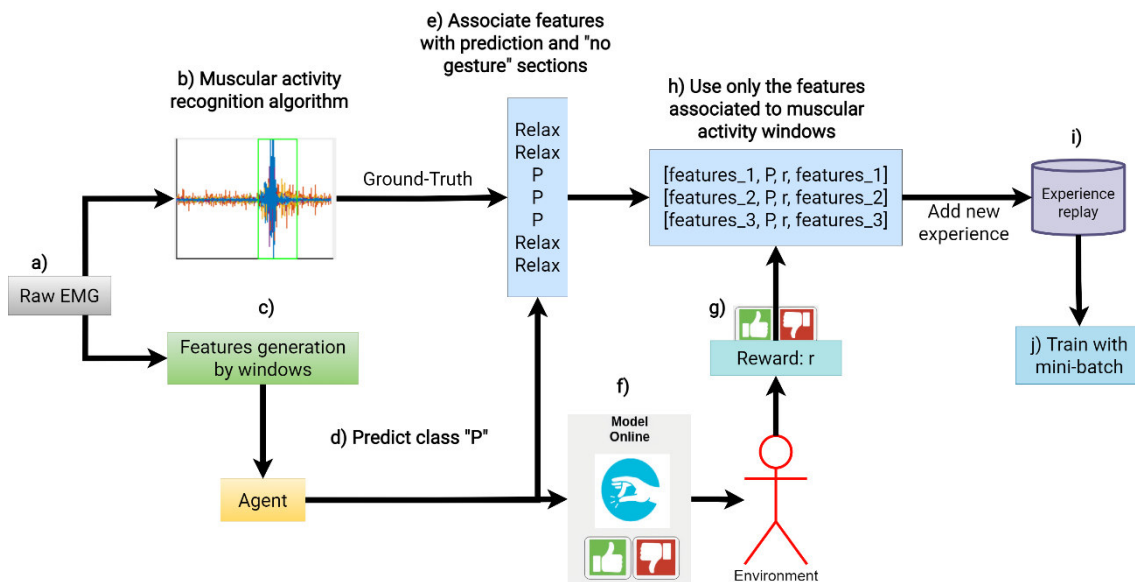 e) Associate features
with prediction and "no
gesture" sections
b) Muscular activity
recognition algorithm
h) Use only the features
associated to muscular
activity windows
i)
Relax
Relax
P
P
P
Relax
Relax
Ground-Truth
[features_1, P, r, features_1]
[features_2, P, r, features_2]
[features_3, P, r, features_3]
Experience
replay
Add new
experience
a)
Raw EMG
c)
Features generation
by windows
g)
Reward: r
j) Train with
mini-batch
d) Predict class "P"
f)
Model
Online
Agent
Environment